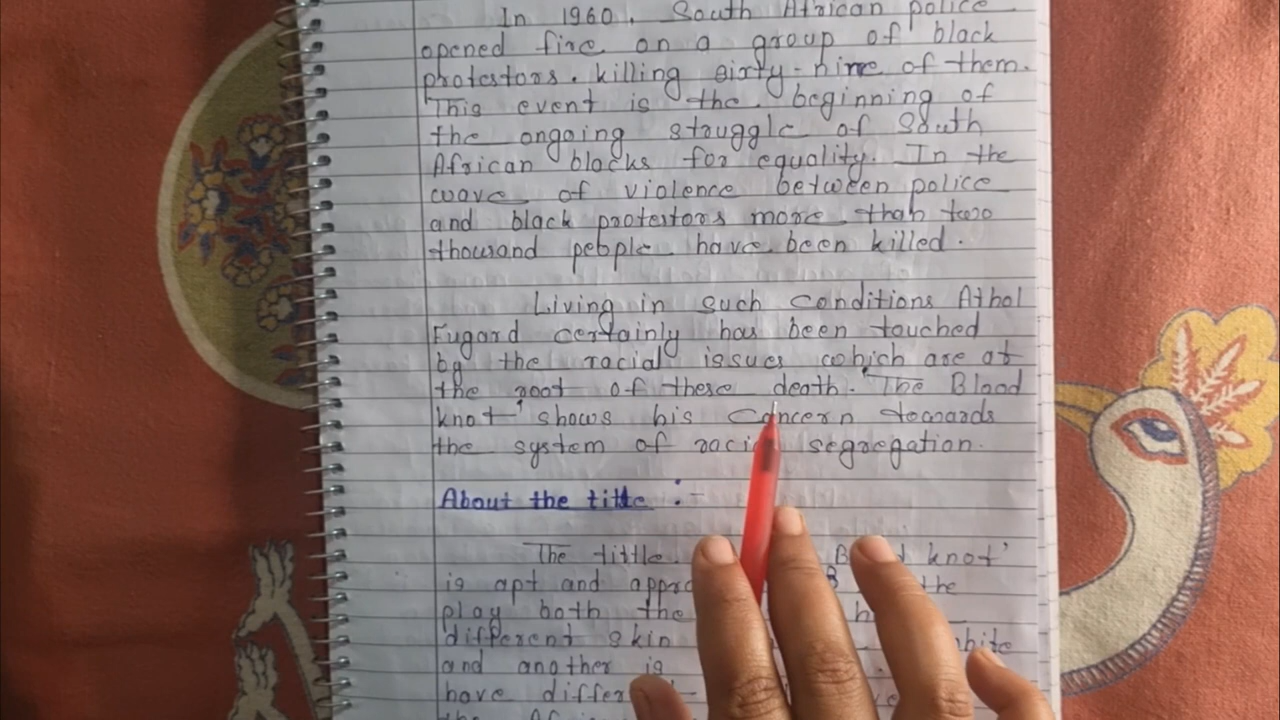 In 1960, South African police
opened fire on a group of black
protestors. killing sixty-nine of them.
This event is the beginning of
the ongoing struggle of South
African blacks for equality. In the
wave of violence between police
and black protestors more than two
thousand people have been killed.
Living in such conditions Athol
Fugard certainly has been touched
by the racial issues which are at
the root of these death. 'The Blood
knot' shows his concern towards
the system of segregation.
About the tittle :-
The tittle knot'
is apt and the
play both the
different skin
and another is
have
the